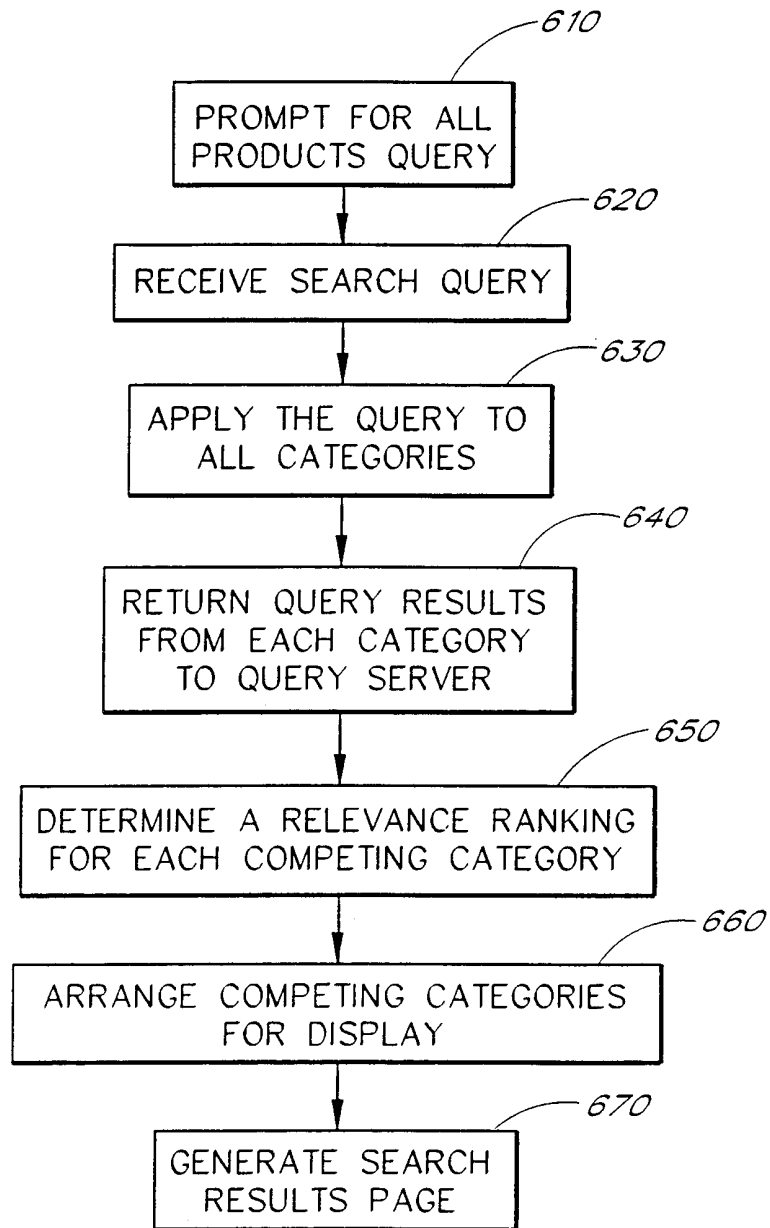 610
PROMPT FOR ALL
PRODUCTS QUERY
620
RECEIVE SEARCH QUERY
630
APPLY THE QUERY TO
ALL CATEGORIES
640
RETURN QUERY RESULTS
FROM EACH CATEGORY
TO QUERY SERVER
650
DETERMINE A RELEVANCE RANKING
FOR EACH COMPETING CATEGORY
660
ARRANGE COMPETING CATEGORIES
FOR DISPLAY
670
GENERATE SEARCH
RESULTS PAGE